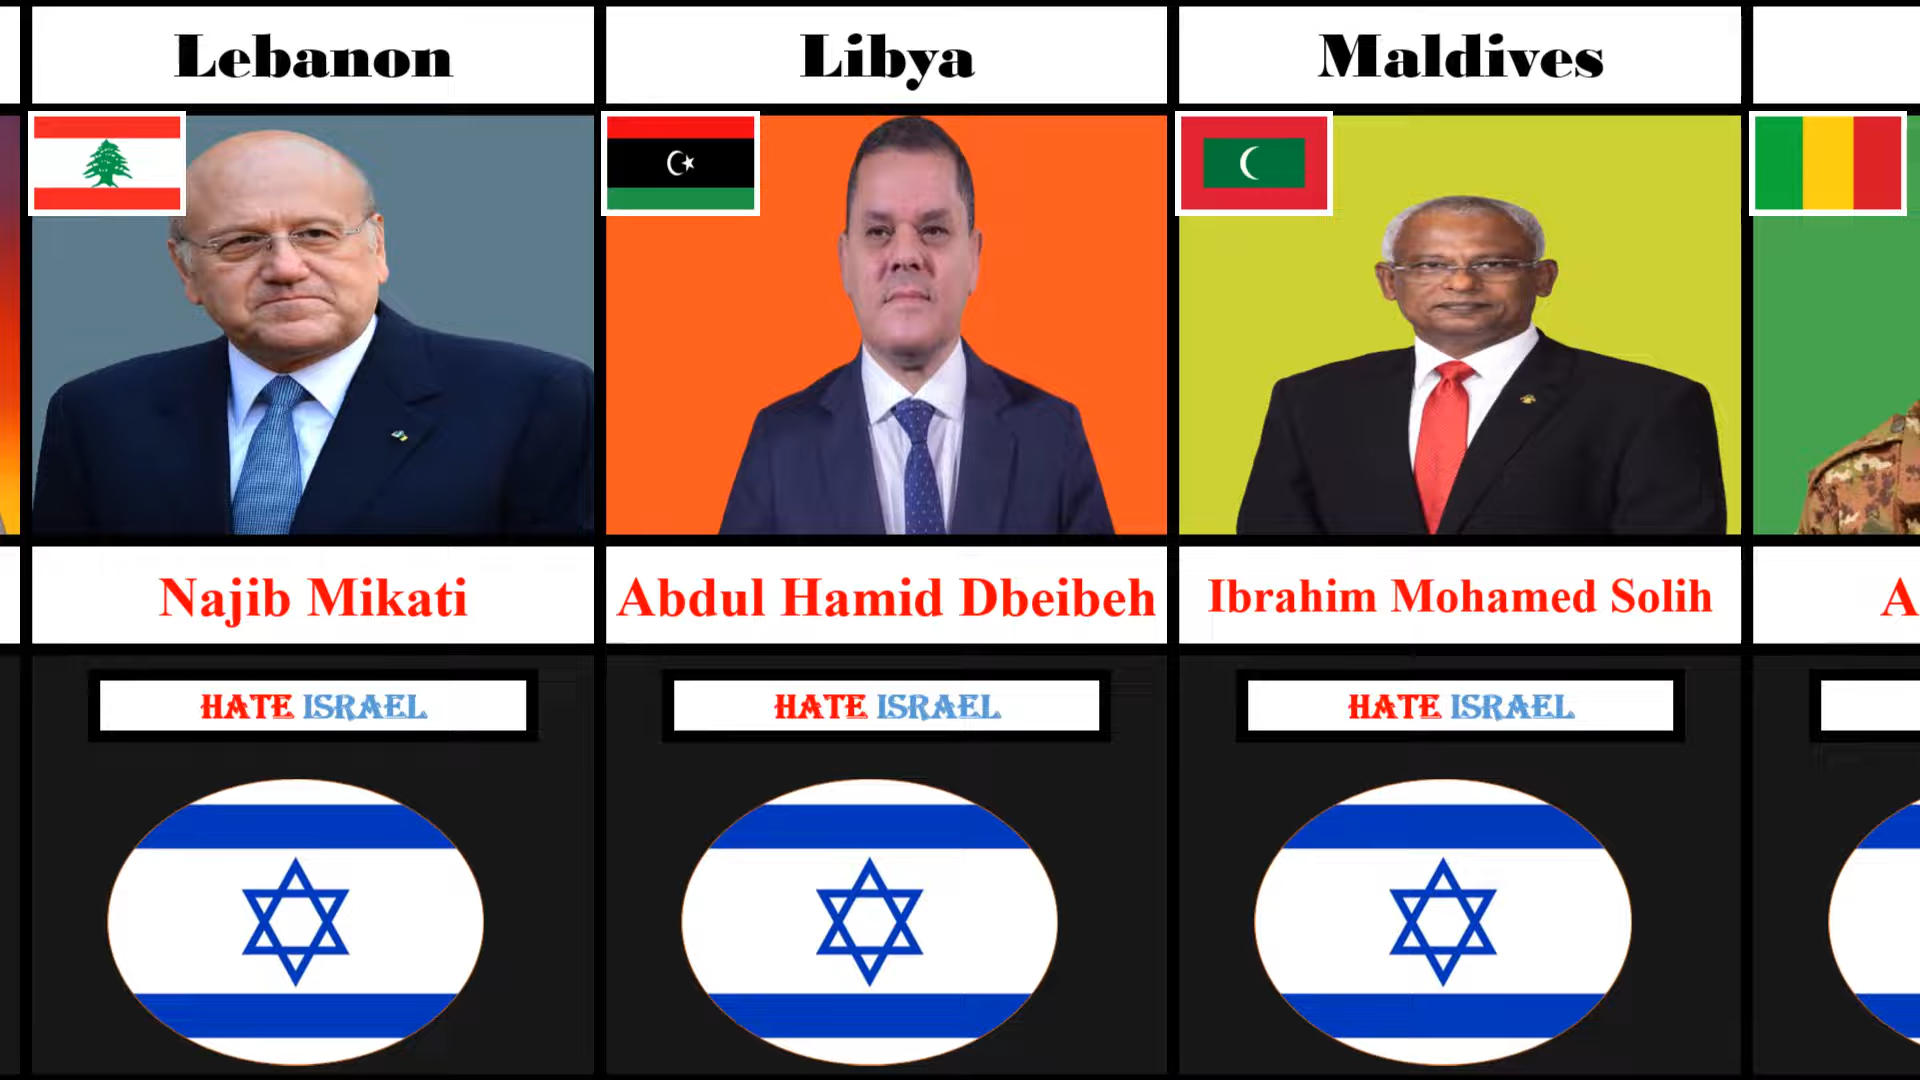 Lebanon
Libya
Maldives
Najib Mikati
Abdul Hamid Dbeibeh
Ibrahim Mohamed Solih
A
HATE ISRAEL
HATE ISRAEL
HATE ISRAEL